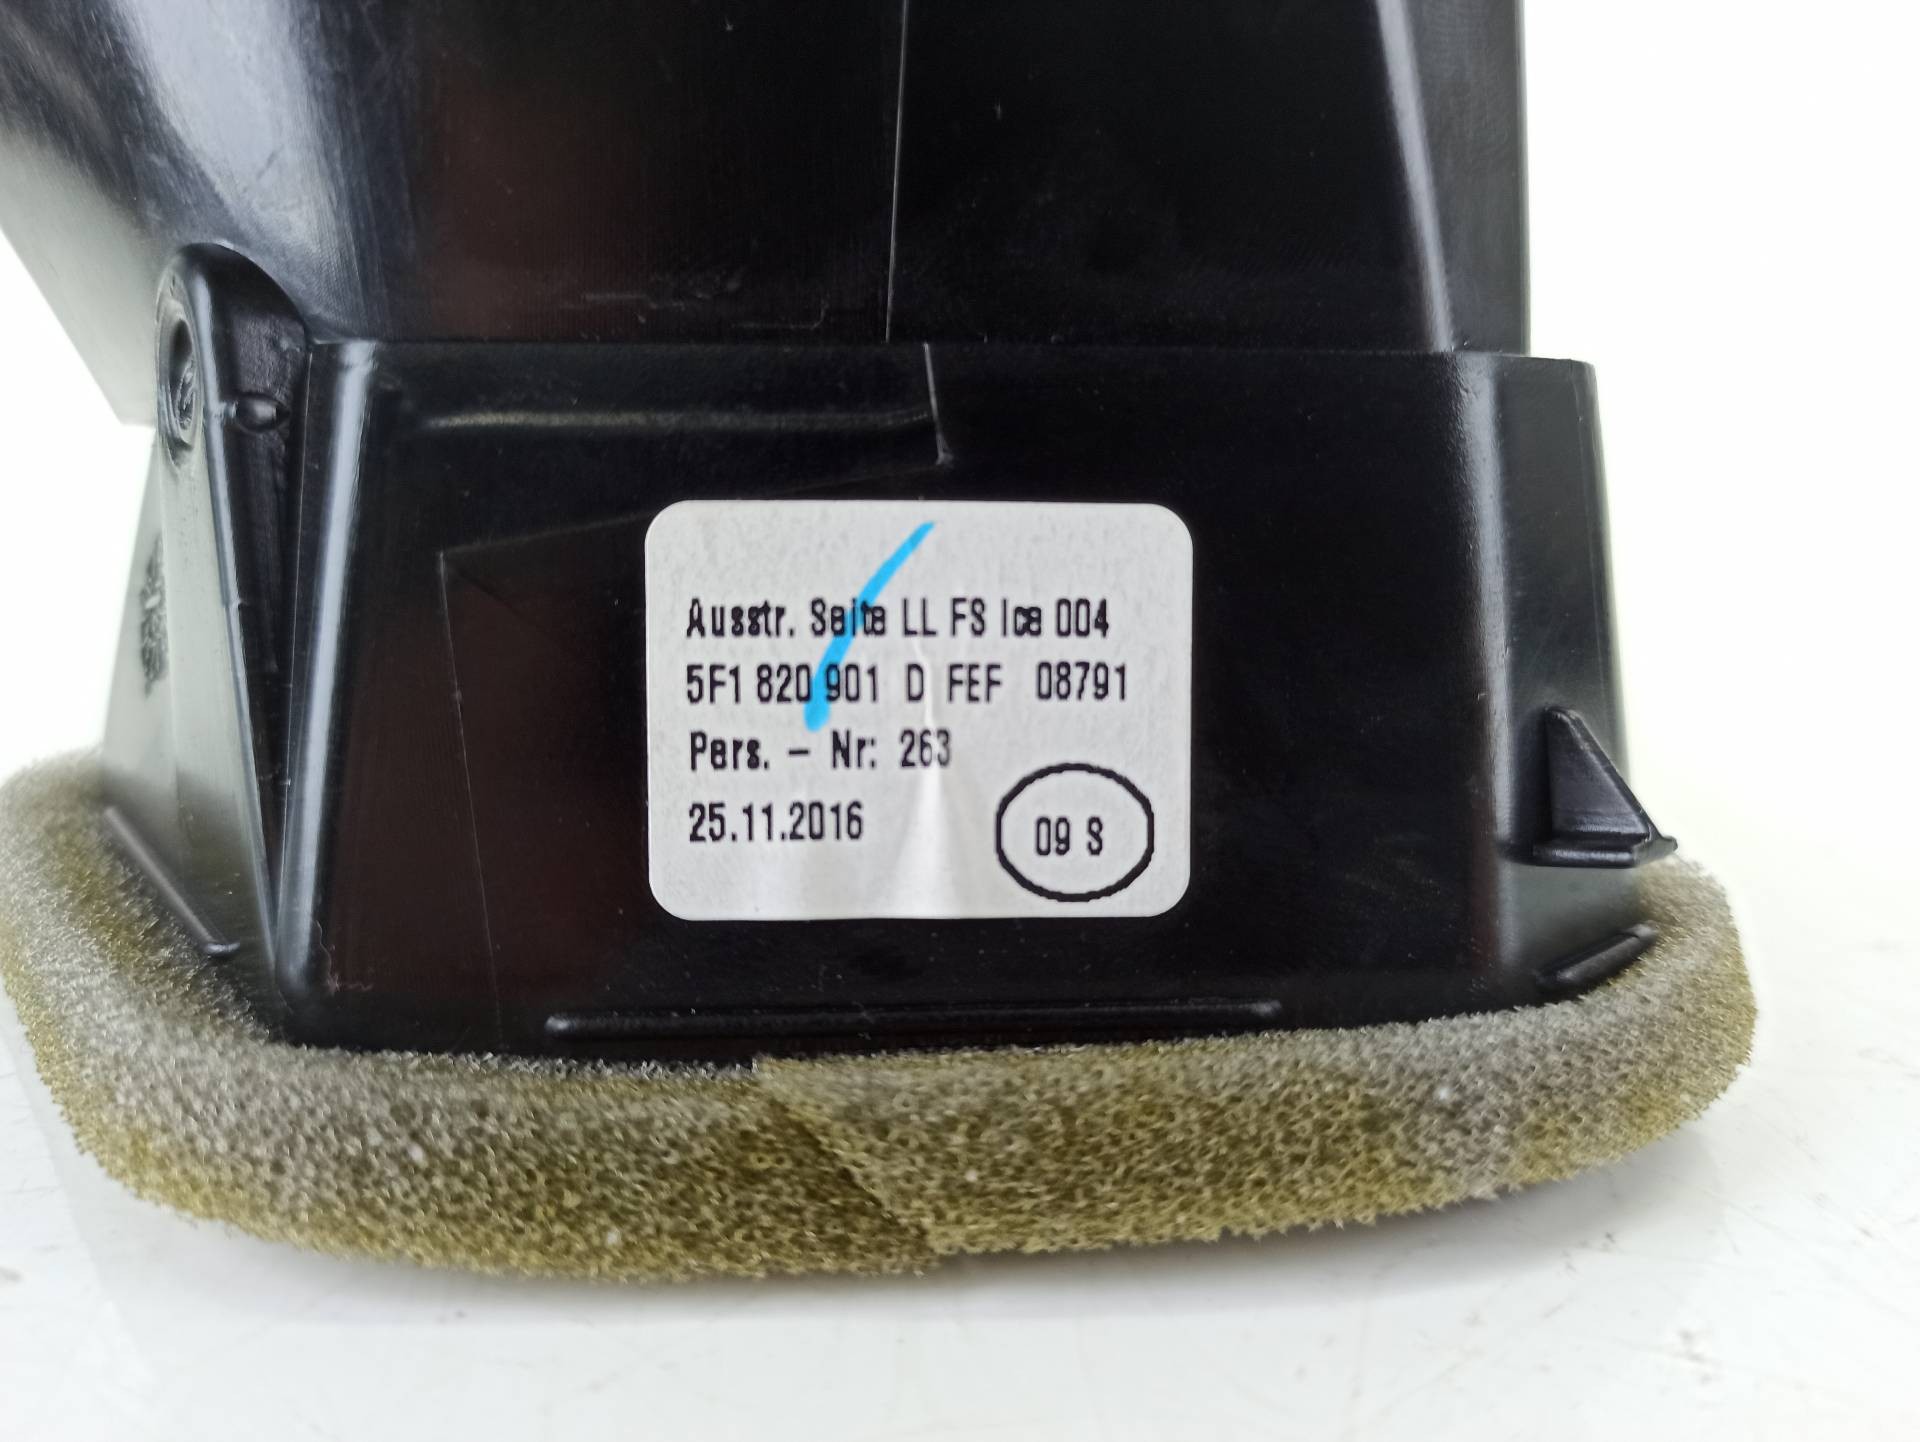 Ausstr. Seite LL FS Ice 004
5F1 820 901 D FEF 08791
Pers. - Nr: 263
25.11.2016
09 S